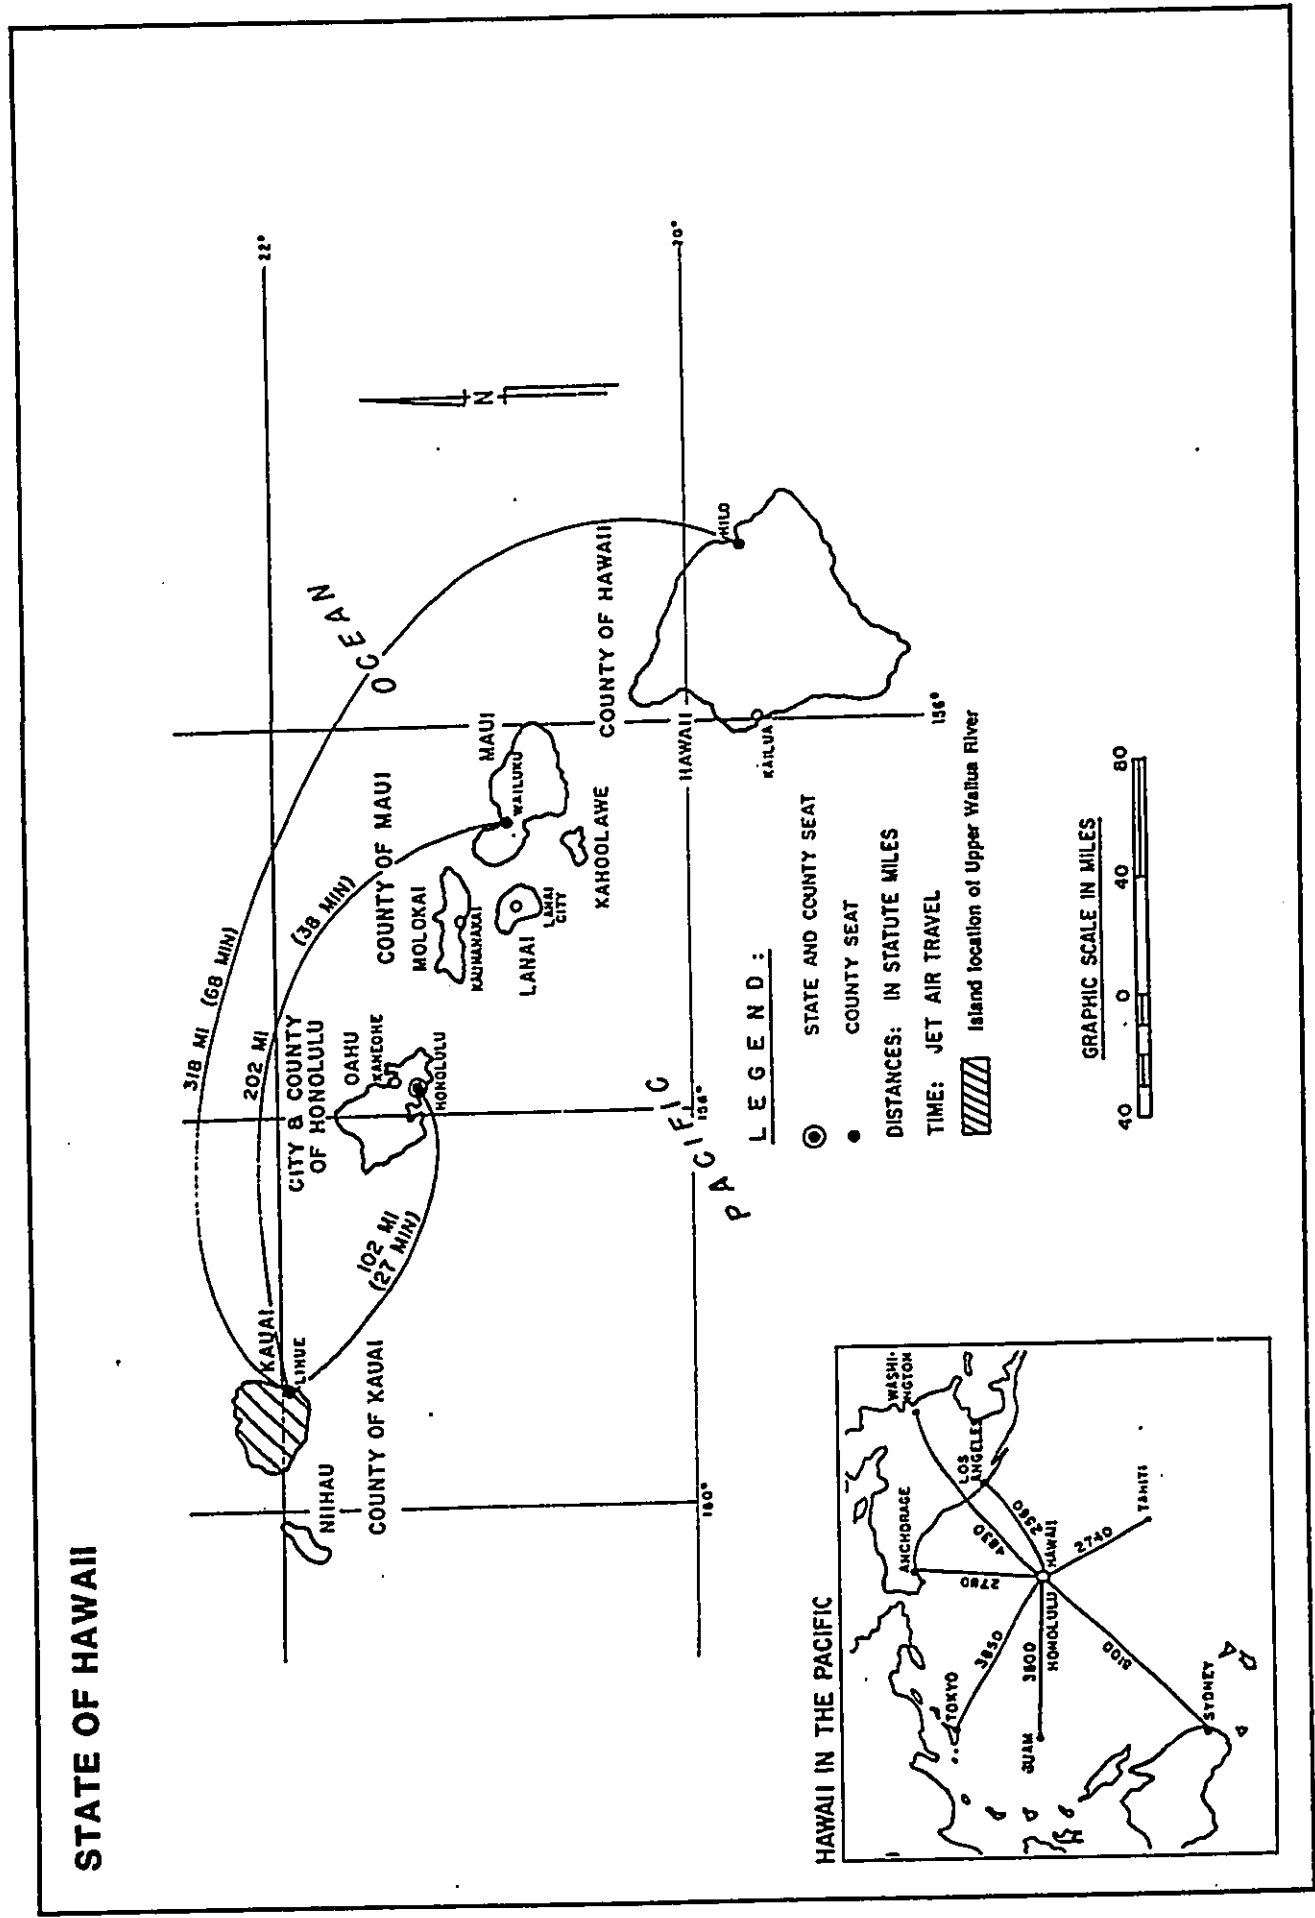 STATE OF HAWAII
22°
318 MI (68 MIN)
202 MI
(38 MIN)
KAUAI
LIHUE
NIIHAU
COUNTY OF KAUAI
102 MI
(27 MIN)
CITY & COUNTY
OF HONOLULU
OAHU
KANEOHE
HONOLULU
COUNTY OF MAUI
MOLOKAI
KAUNAKAKAI
LANAI
LANAI
CITY
MAUI
WAILUKU
KAHOOLAWE
OCEAN
N
COUNTY OF HAWAII
HAWAII
HILO
KAILUA
20°
160°
156°
PACIFIC
LEGEND:
STATE AND COUNTY SEAT
COUNTY SEAT
DISTANCES: IN STATUTE MILES
TIME: JET AIR TRAVEL
Island location of Upper Wailua River
GRAPHIC SCALE IN MILES
40 0 40 80
HAWAII IN THE PACIFIC
WASHI-
NGTON
ANCHORAGE
LOS
ANGELES
TOKYO
GUAM
HONOLULU
HAWAII
SYDNEY
TAHITI
3850
2780
4830
2560
2740